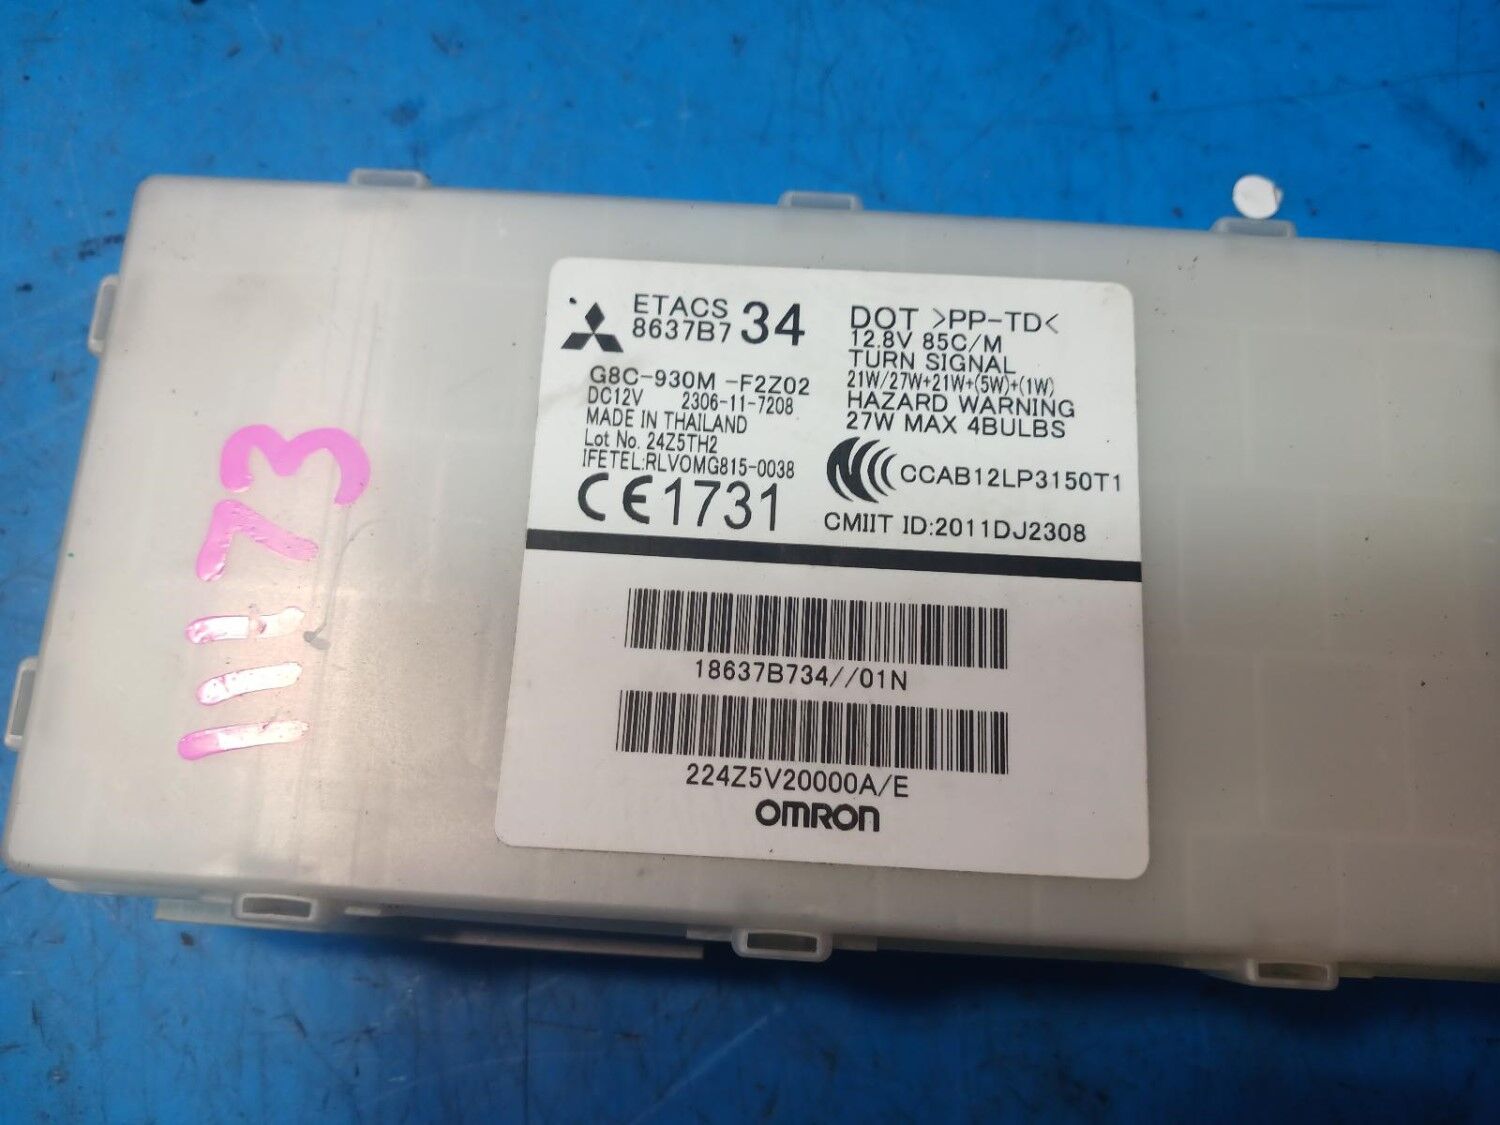 11173
ETACS
8637B7 34
G8C-930M -F2Z02
DC12V 2306-11-7208
MADE IN THAILAND
Lot No. 24Z5TH2
IFETEL:RLVOMG815-0038
CE1731
DOT >PP-TD<
12.8V 85C/M
TURN SIGNAL
21W/27W+21W+(5W)+(1W)
HAZARD WARNING
27W MAX 4BULBS
CCAB12LP3150T1
CMIIT ID:2011DJ2308
18637B734//01N
224Z5V20000A/E
OMRON